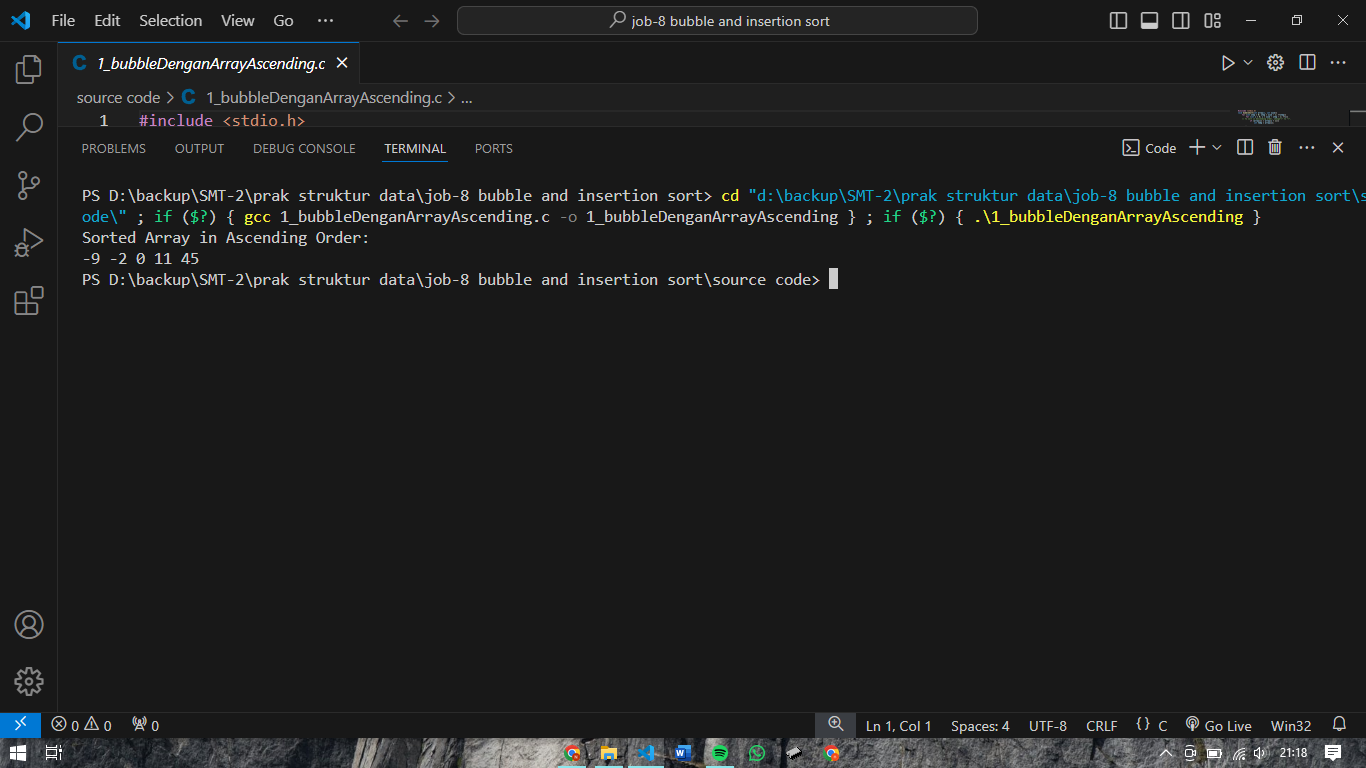 File Edit Selection View Go ... job-8 bubble and insertion sort
1_bubbleDenganArrayAscending.c
source code > C 1_bubbleDenganArrayAscending.c > ...
1 #include <stdio.h>
PROBLEMS OUTPUT DEBUG CONSOLE TERMINAL PORTS Code
PS D:\backup\SMT-2\prak struktur data\job-8 bubble and insertion sort> cd "d:\backup\SMT-2\prak struktur data\job-8 bubble and insertion sort\s
ode\" ; if ($?) { gcc 1_bubbleDenganArrayAscending.c -o 1_bubbleDenganArrayAscending } ; if ($?) { .\1_bubbleDenganArrayAscending }
Sorted Array in Ascending Order:
-9 -2 0 11 45
PS D:\backup\SMT-2\prak struktur data\job-8 bubble and insertion sort\source code>
0 0 0 Ln 1, Col 1 Spaces: 4 UTF-8 CRLF {} C Go Live Win32
21:18